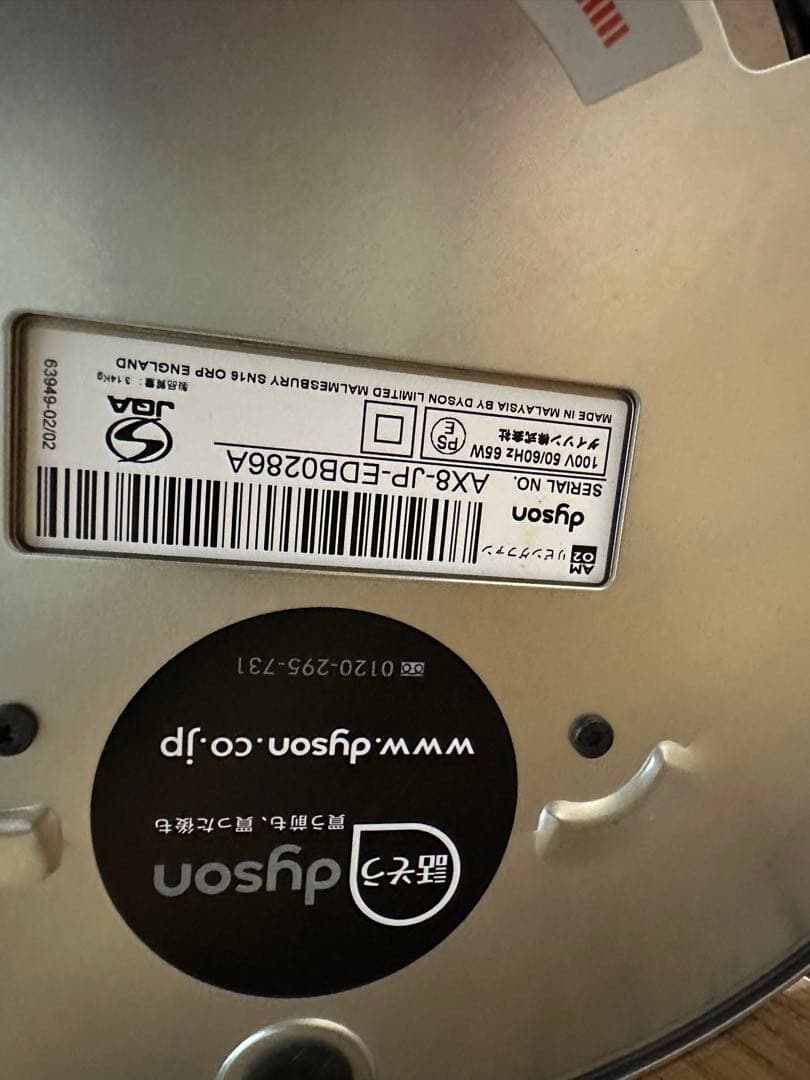 AM
02
リビングファン
dyson
SERIAL NO.
AX8-JP-EDB0286A
100V 50/60Hz 65W
ダイソン株式会社
PS
E
JQA
MADE IN MALAYSIA BY DYSON LIMITED MALMESBURY SN16 ORP ENGLAND
製品質量：3.14Kg
63949-02/02
話そう
dyson
買う前も、買った後も
www.dyson.co.jp
0120-295-731